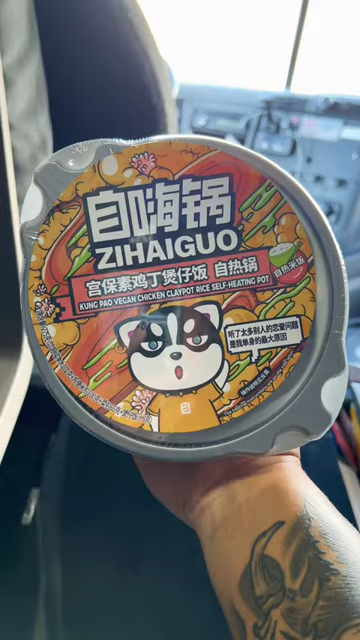 自嗨锅
ZIHAIGUO
宫保素鸡丁煲仔饭 自热锅
KUNG PAO VEGAN CHICKEN CLAYPOT RICE SELF-HEATING POT
自热米饭
听了太多别人的恋爱问题
是我单身的最大原因
自